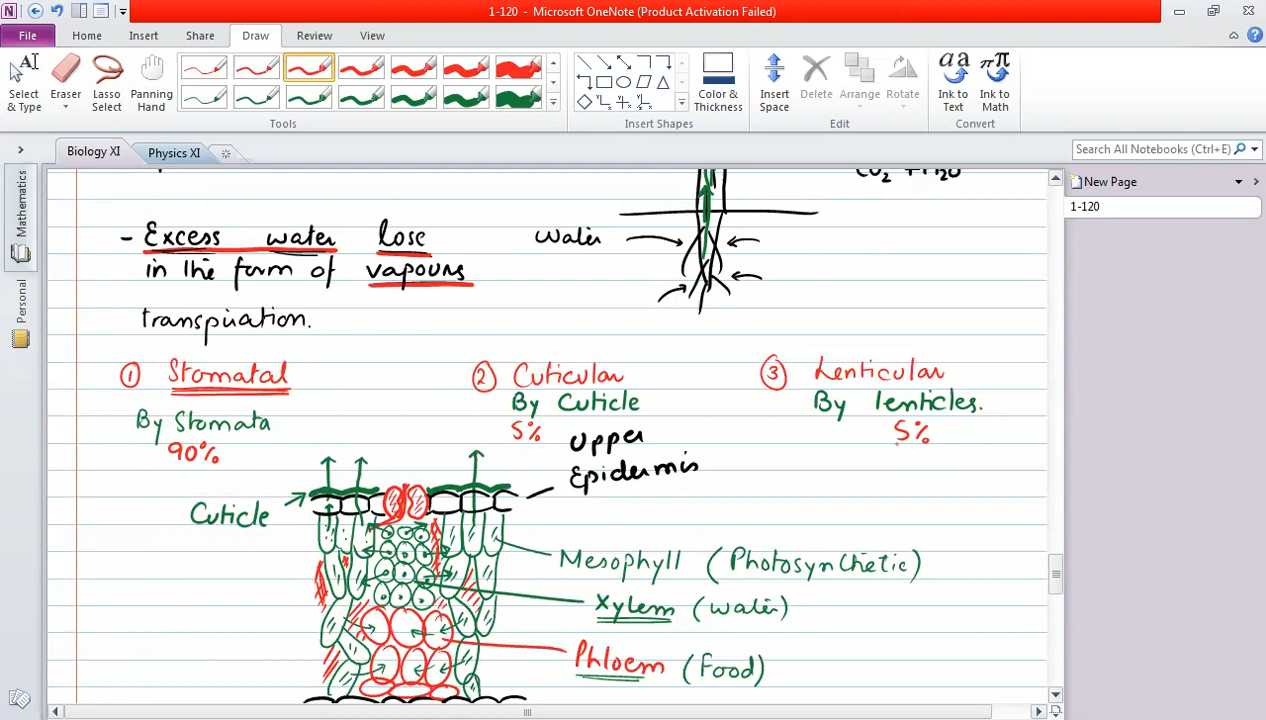 1-120 - Microsoft OneNote (Product Activation Failed)
File Home Insert Share Draw Review View
Select & Type
Eraser
Lasso Select
Panning Hand
Color & Thickness
Insert Space
Delete
Arrange
Rotate
Ink to Text
Ink to Math
Tools
Insert Shapes
Edit
Convert
Biology XI
Physics XI
Search All Notebooks (Ctrl+E)
New Page
1-120
Mathematics
Personal
CO2 + H2O
- Excess water lose
in the form of vapours
Water
transpiration.
① Stomatal
By Stomata
90%
② Cuticular
By Cuticle
5%
③ Lenticular
By lenticles.
5%
Upper
Epidermis
Cuticle
Mesophyll (Photosynthetic)
Xylem (water)
Phloem (Food)